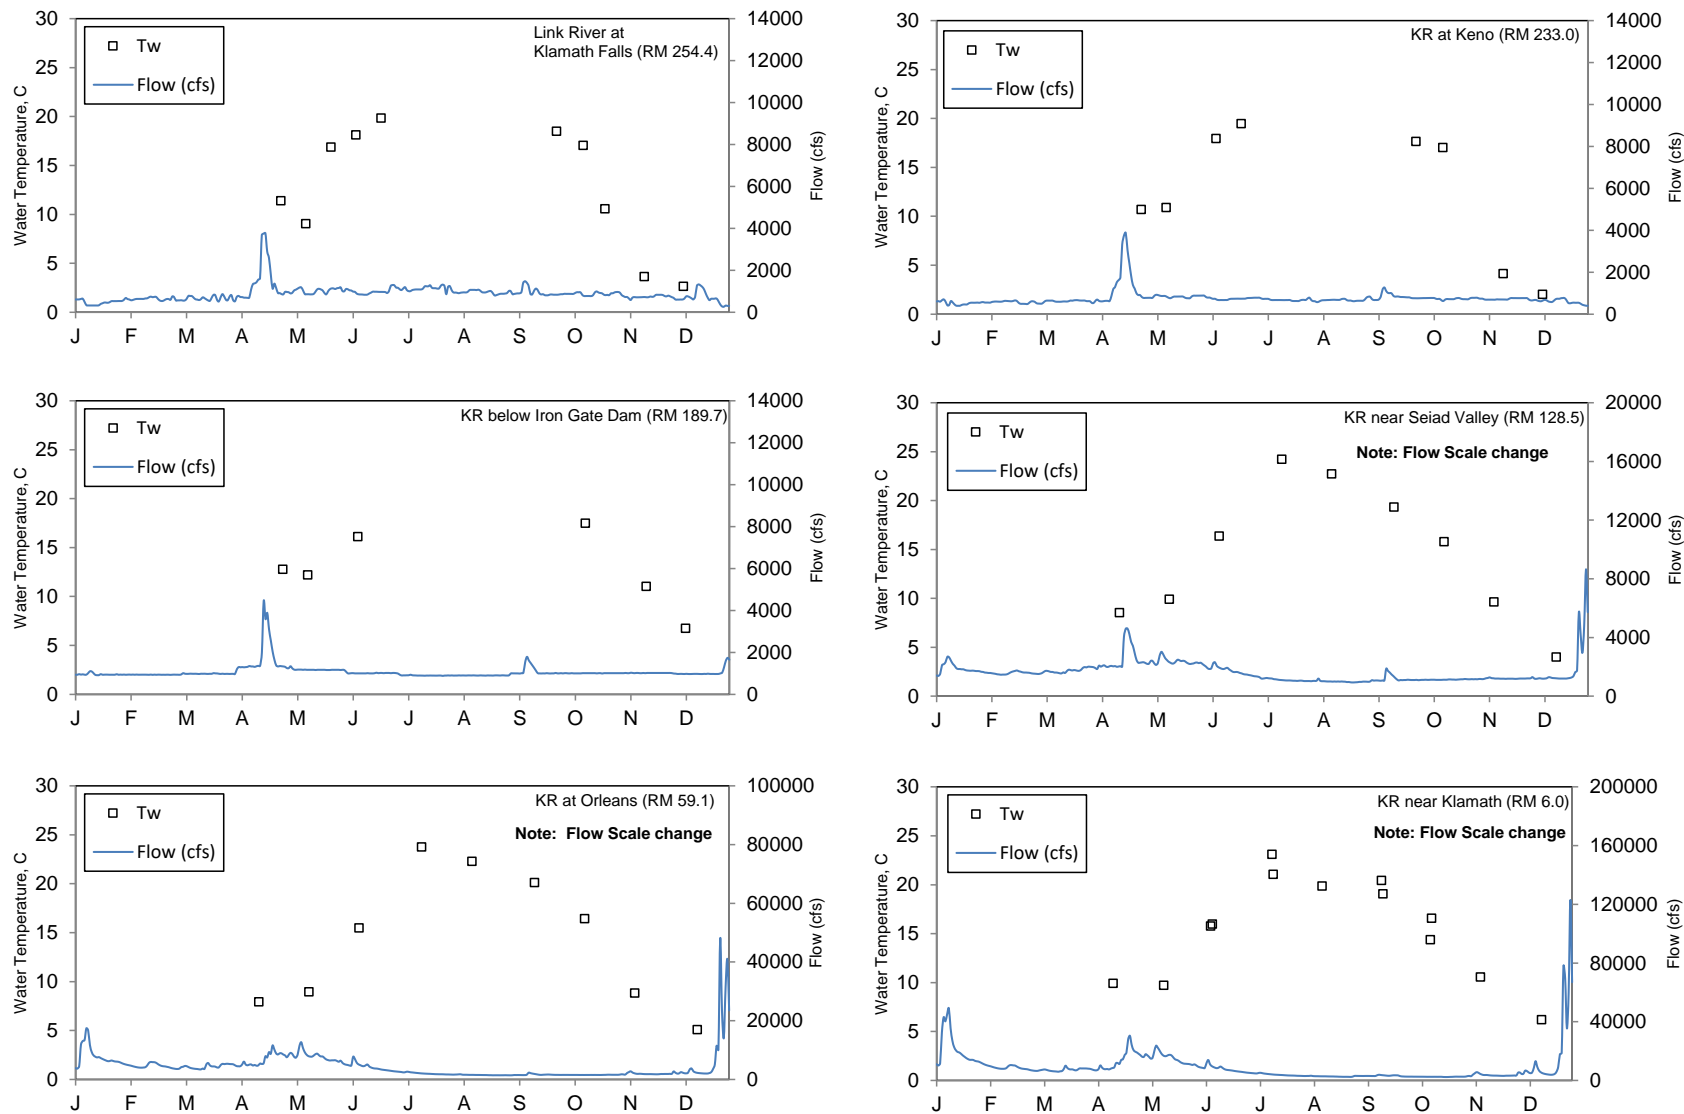 Link River at
Klamath Falls (RM 254.4)
Tw
Flow (cfs)
Water Temperature, C
Flow (cfs)
30
25
20
15
10
5
0
14000
12000
10000
8000
6000
4000
2000
0
J F M A M J J A S O N D
KR at Keno (RM 233.0)
Tw
Flow (cfs)
Water Temperature, C
Flow (cfs)
30
25
20
15
10
5
0
14000
12000
10000
8000
6000
4000
2000
0
J F M A M J J A S O N D
KR below Iron Gate Dam (RM 189.7)
Tw
Flow (cfs)
Water Temperature, C
Flow (cfs)
30
25
20
15
10
5
0
14000
12000
10000
8000
6000
4000
2000
0
J F M A M J J A S O N D
KR near Seiad Valley (RM 128.5)
Note: Flow Scale change
Tw
Flow (cfs)
Water Temperature, C
Flow (cfs)
30
25
20
15
10
5
0
20000
16000
12000
8000
4000
0
J F M A M J J A S O N D
KR at Orleans (RM 59.1)
Note: Flow Scale change
Tw
Flow (cfs)
Water Temperature, C
Flow (cfs)
30
25
20
15
10
5
0
100000
80000
60000
40000
20000
0
J F M A M J J A S O N D
KR near Klamath (RM 6.0)
Note: Flow Scale change
Tw
Flow (cfs)
Water Temperature, C
Flow (cfs)
30
25
20
15
10
5
0
200000
160000
120000
80000
40000
0
J F M A M J J A S O N D